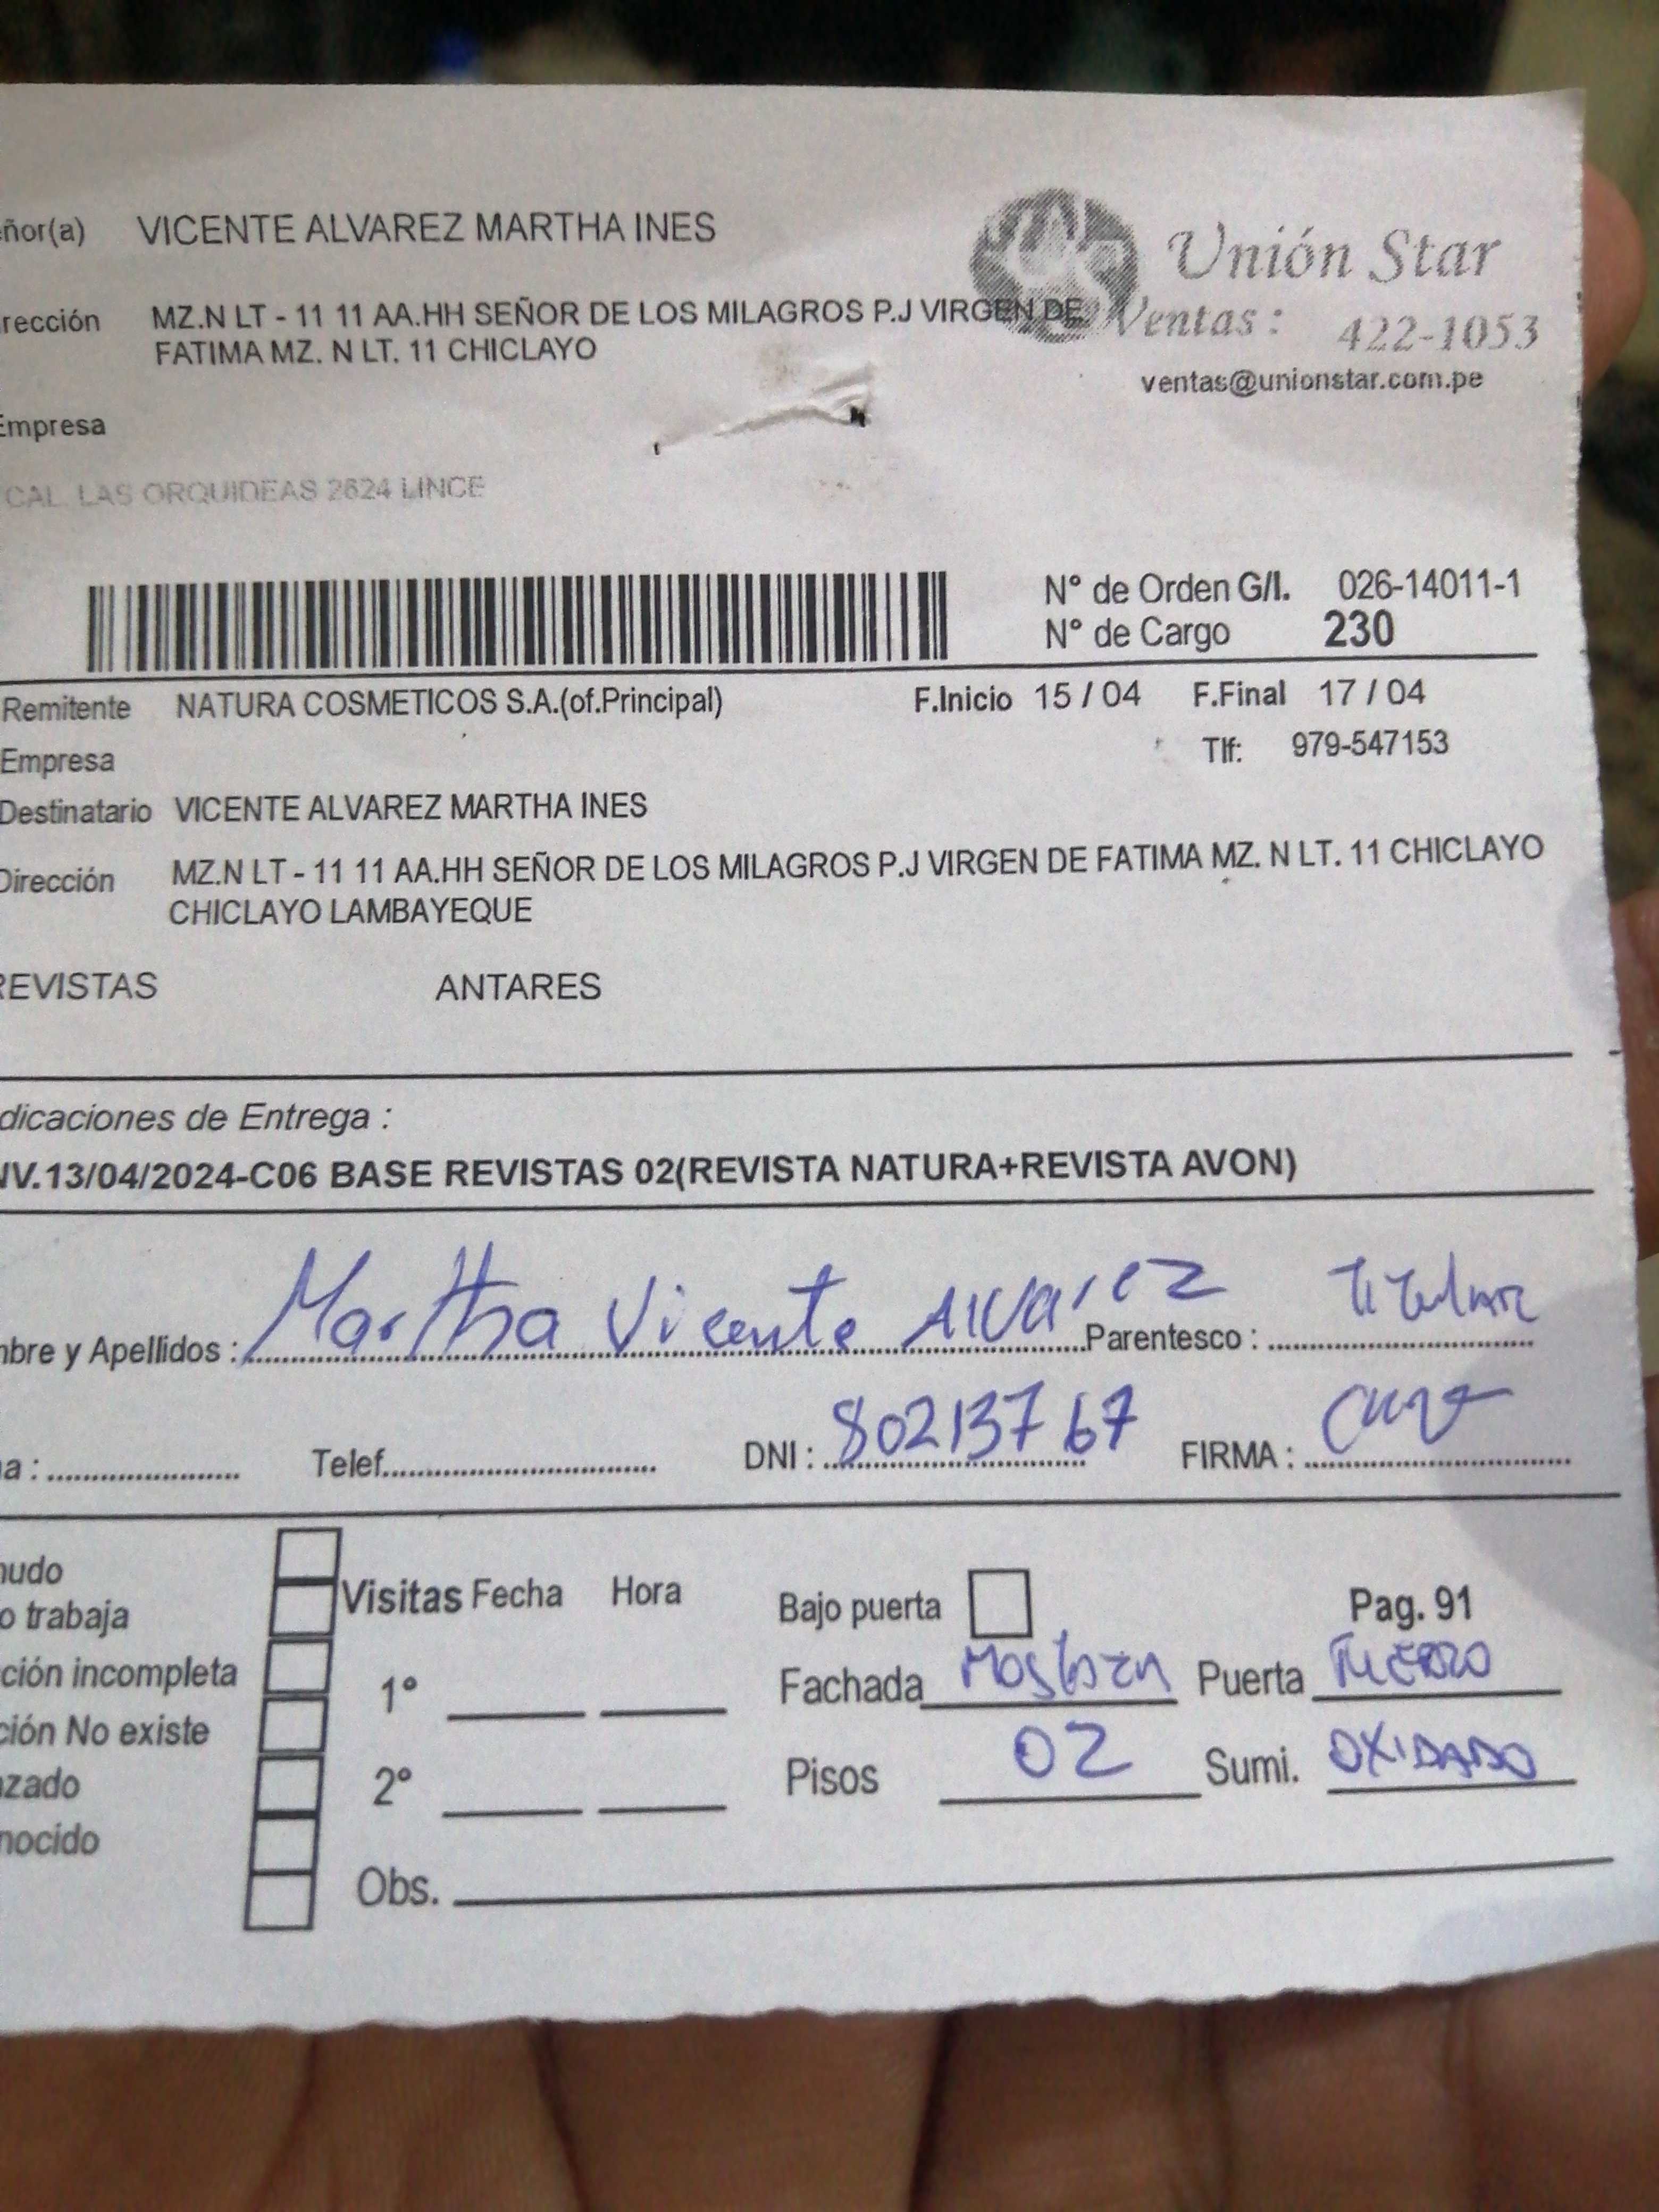 ñor(a) VICENTE ALVAREZ MARTHA INES
Unión Star
rección MZ.N LT - 11 11 AA.HH SEÑOR DE LOS MILAGROS P.J VIRGEN DE
FATIMA MZ. N LT. 11 CHICLAYO
Ventas : 422-1053
ventas@unionstar.com.pe
Empresa
CAL. LAS ORQUIDEAS 2624 LINCE
N° de Orden G/I. 026-14011-1
N° de Cargo 230
Remitente NATURA COSMETICOS S.A.(of.Principal) F.Inicio 15 / 04 F.Final 17 / 04
Empresa Tlf: 979-547153
Destinatario VICENTE ALVAREZ MARTHA INES
Dirección MZ.N LT - 11 11 AA.HH SEÑOR DE LOS MILAGROS P.J VIRGEN DE FATIMA MZ. N LT. 11 CHICLAYO
CHICLAYO LAMBAYEQUE
REVISTAS ANTARES
dicaciones de Entrega :
NV.13/04/2024-C06 BASE REVISTAS 02(REVISTA NATURA+REVISTA AVON)
mbre y Apellidos : Martha Vicente Alvarez Parentesco : Titular
a : Telef. DNI : 80213767 FIRMA :
nudo
o trabaja Visitas Fecha Hora Bajo puerta Pag. 91
ción incompleta 1° Fachada Puerta FIERRO
ción No existe
zado 2° Pisos 02 Sumi. OXIDADO
nocido
Obs.